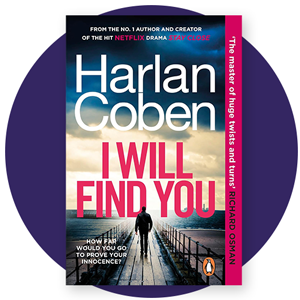 FROM THE NO. 1 AUTHOR AND CREATOR
OF THE HIT NETFLIX DRAMA
Harlan
Coben
I WILL
FIND YOU
HOW FAR
WOULD YOU GO
TO PROVE YOUR
INNOCENCE?
'The master of huge twists and turns' RICHARD OSMAN